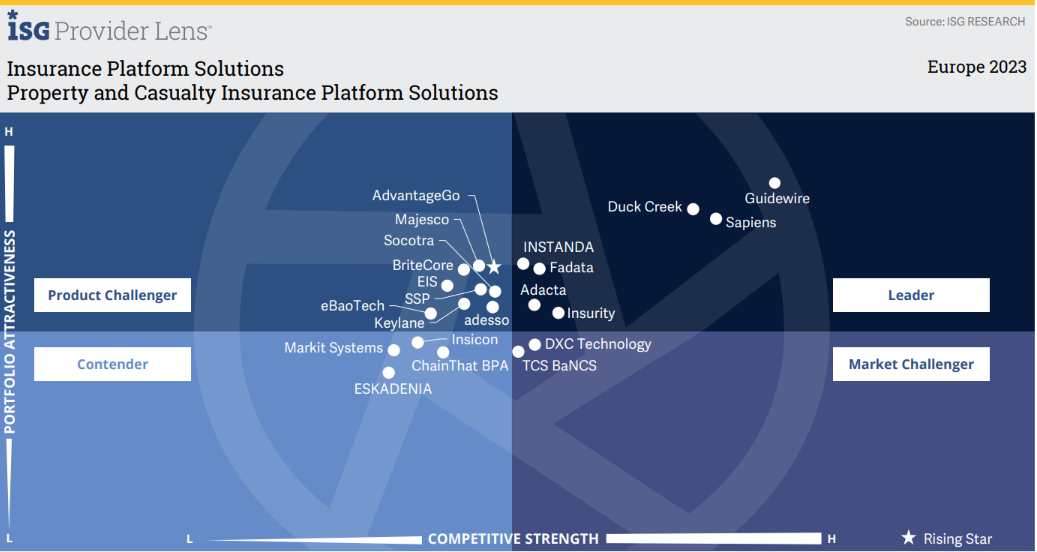 ISG Provider Lens™
Source: ISG RESEARCH
Insurance Platform Solutions
Europe 2023
Property and Casualty Insurance Platform Solutions
H
PORTFOLIO ATTRACTIVENESS
L
Product Challenger
Leader
Contender
Market Challenger
AdvantageGo
Majesco
Socotra
BriteCore
EIS
SSP
eBaoTech
Keylane
adesso
Guidewire
Duck Creek
Sapiens
INSTANDA
Fadata
Adacta
Insurity
Insicon
Markit Systems
ChainThat BPA
ESKADENIA
DXC Technology
TCS BaNCS
L
COMPETITIVE STRENGTH
H
Rising Star